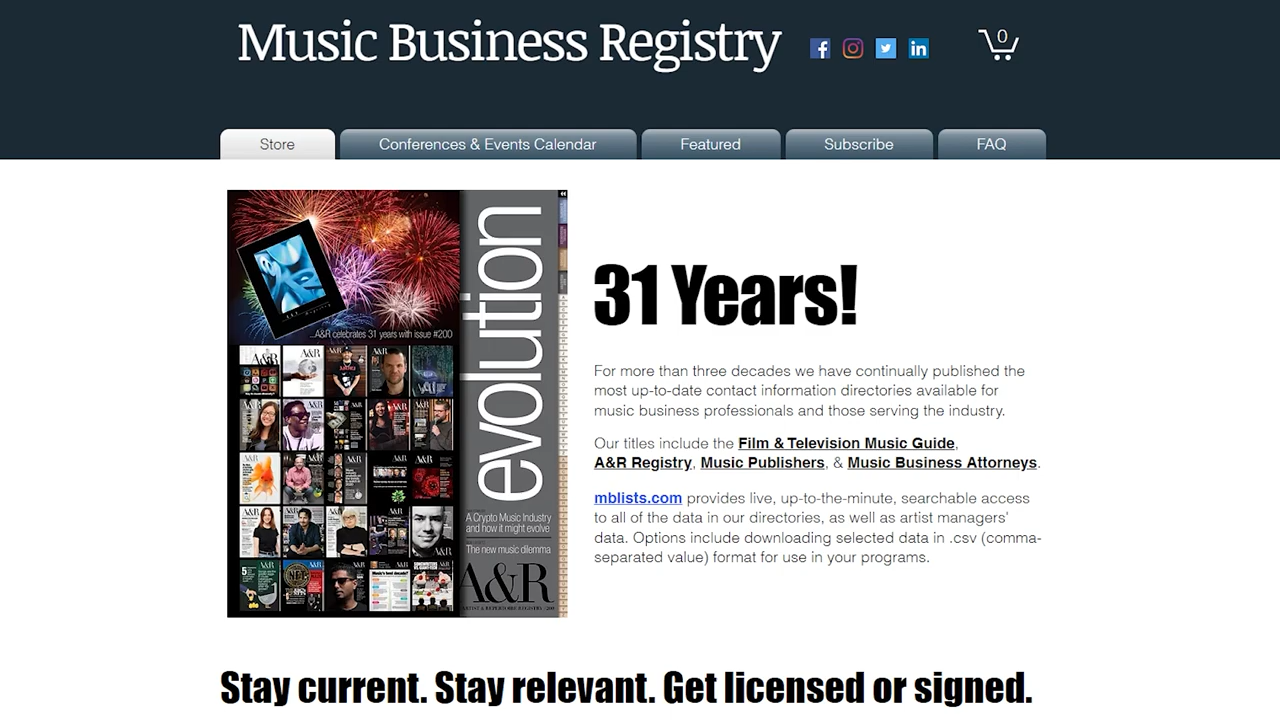 Music Business Registry
0
Store
Conferences & Events Calendar
Featured
Subscribe
FAQ
evolution
...A&R celebrates 31 years with issue #200
A Crypto Music Industry
and how it might evolve
The new music dilemma
A&R
31 Years!
For more than three decades we have continually published the
most up-to-date contact information directories available for
music business professionals and those serving the industry.
Our titles include the Film & Television Music Guide,
A&R Registry, Music Publishers, & Music Business Attorneys.
mblists.com provides live, up-to-the-minute, searchable access
to all of the data in our directories, as well as artist managers'
data. Options include downloading selected data in .csv (comma-
separated value) format for use in your programs.
Stay current. Stay relevant. Get licensed or signed.